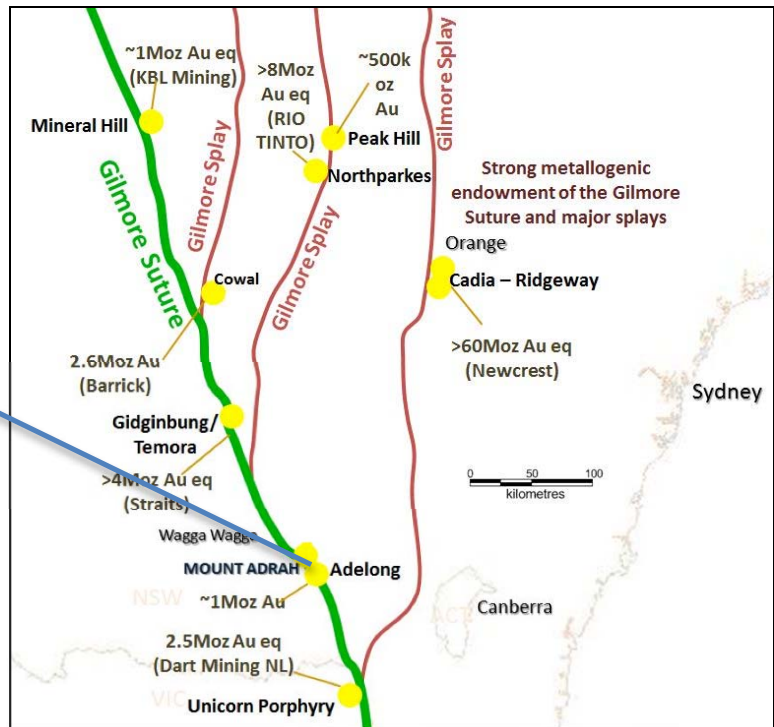 ~1Moz Au eq
(KBL Mining)
Mineral Hill
>8Moz
Au eq
(RIO
TINTO)
~500k
oz
Au
Peak Hill
Northparkes
Gilmore Splay
Gilmore Splay
Gilmore Splay
Gilmore Suture
Strong metallogenic
endowment of the Gilmore
Suture and major splays
Orange
Cadia – Ridgeway
>60Moz Au eq
(Newcrest)
Cowal
2.6Moz Au
(Barrick)
Sydney
Gidginbung/
Temora
>4Moz Au eq
(Straits)
0 50 100
kilometres
Wagga Wagga
MOUNT ADRAH
Adelong
~1Moz Au
NSW
ACT
Canberra
2.5Moz Au eq
(Dart Mining NL)
VIC
Unicorn Porphyry